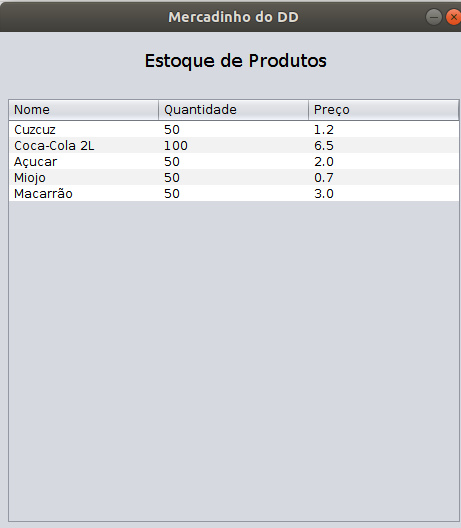 Mercadinho do DD
Estoque de Produtos
Nome Quantidade Preço
Cuzcuz 50 1.2
Coca-Cola 2L 100 6.5
Açucar 50 2.0
Miojo 50 0.7
Macarrão 50 3.0